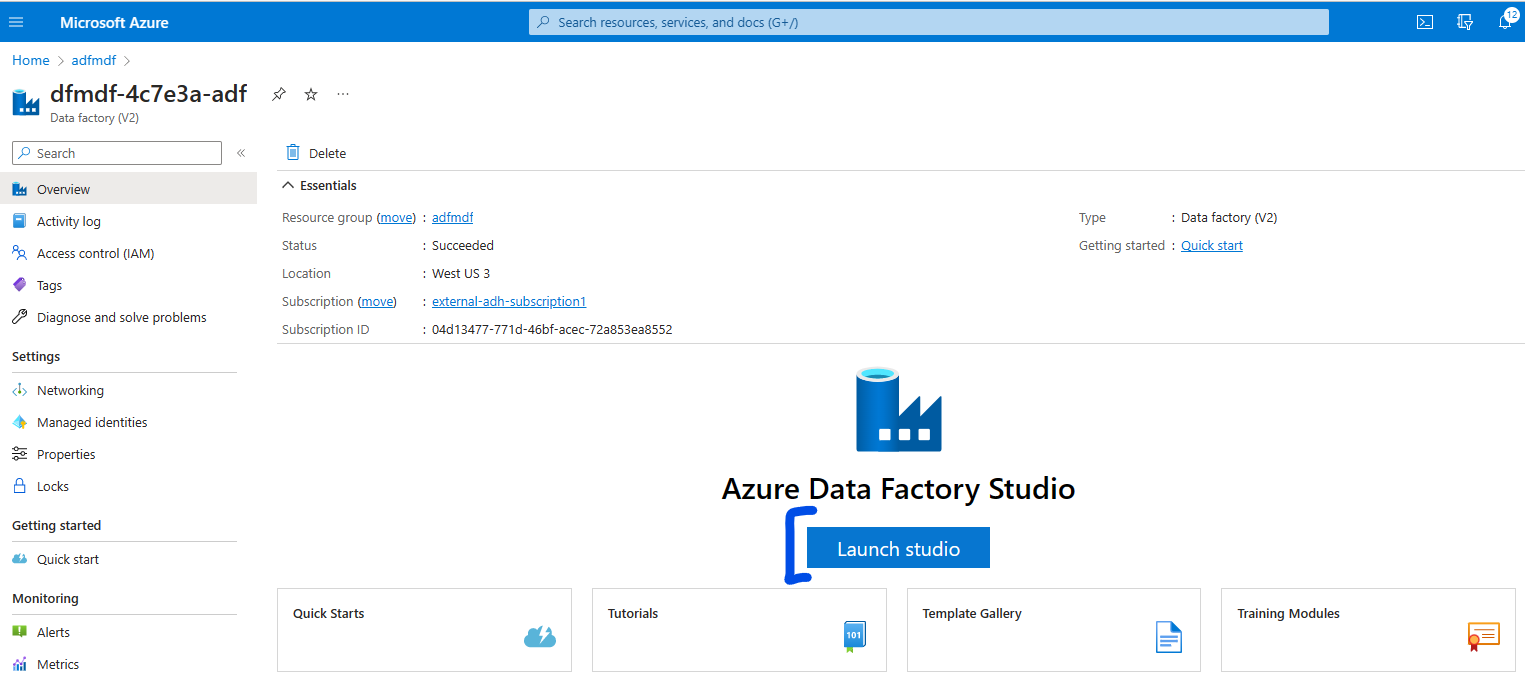 Microsoft Azure
Search resources, services, and docs (G+/)
12
Home > adfmdf >
dfmdf-4c7e3a-adf
Data factory (V2)
Search «
Overview
Activity log
Access control (IAM)
Tags
Diagnose and solve problems
Settings
Networking
Managed identities
Properties
Locks
Getting started
Quick start
Monitoring
Alerts
Metrics
Delete
Essentials
Resource group (move) : adfmdf
Status : Succeeded
Location : West US 3
Subscription (move) : external-adh-subscription1
Subscription ID : 04d13477-771d-46bf-acec-72a853ea8552
Type : Data factory (V2)
Getting started : Quick start
Azure Data Factory Studio
Launch studio
Quick Starts
Tutorials
101
Template Gallery
Training Modules